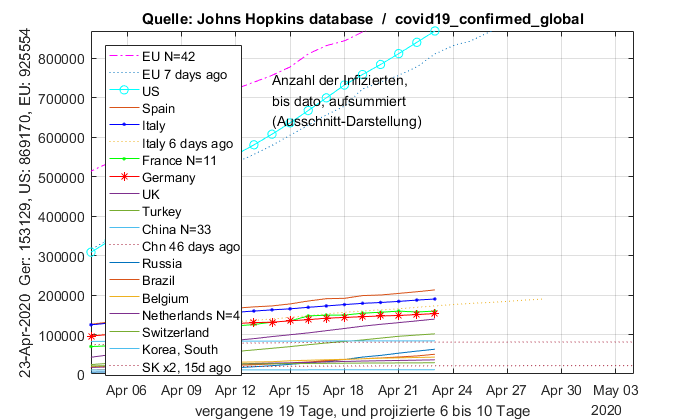 Quelle: Johns Hopkins database / covid19_confirmed_global
23-Apr-2020 Ger: 153129, US: 869170, EU: 925554
800000
700000
600000
500000
400000
300000
200000
100000
0
EU N=42
EU 7 days ago
US
Spain
Italy
Italy 6 days ago
France N=11
Germany
UK
Turkey
China N=33
Chn 46 days ago
Russia
Brazil
Belgium
Netherlands N=4
Switzerland
Korea, South
SK x2, 15d ago
Anzahl der Infizierten,
bis dato, aufsummiert
(Ausschnitt-Darstellung)
Apr 06 Apr 09 Apr 12 Apr 15 Apr 18 Apr 21 Apr 24 Apr 27 Apr 30 May 03
2020
vergangene 19 Tage, und projizierte 6 bis 10 Tage